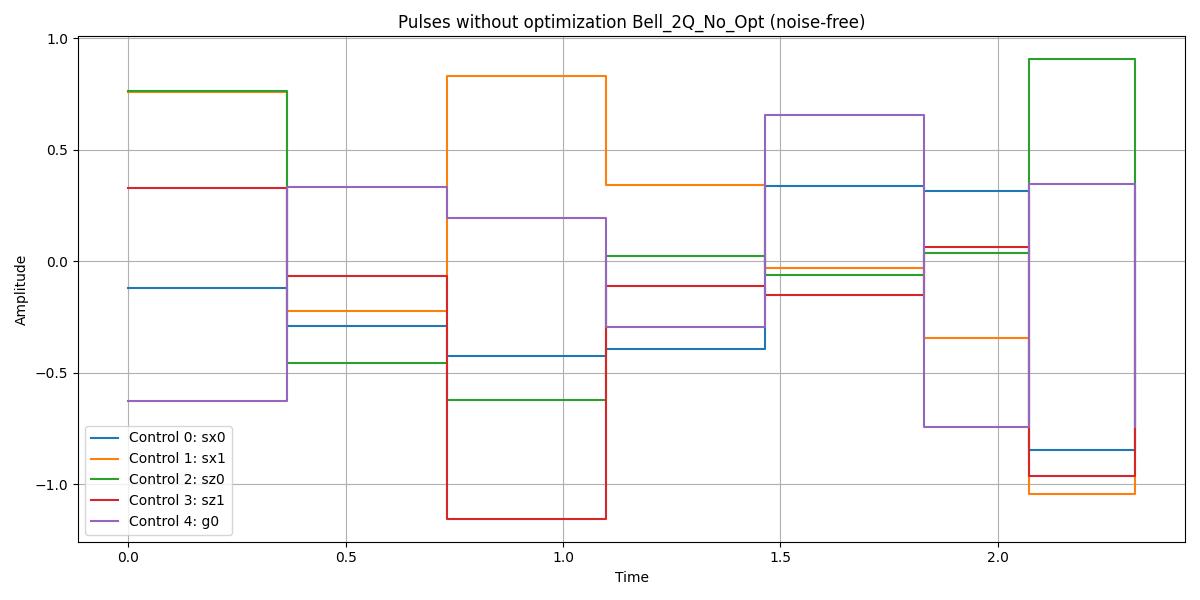 Pulses without optimization Bell_2Q_No_Opt (noise-free)
1.0
0.5
0.0
−0.5
−1.0
Amplitude
Control 0: sx0
Control 1: sx1
Control 2: sz0
Control 3: sz1
Control 4: g0
0.0 0.5 1.0 1.5 2.0
Time